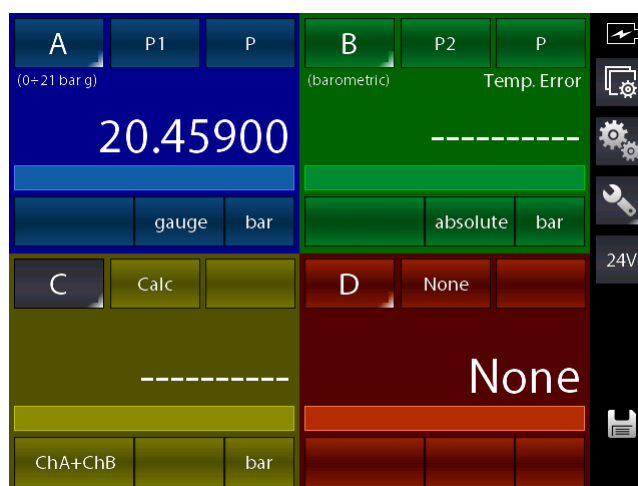 A P1 P
(0÷21 bar g)
20.45900
gauge bar
B P2 P
(barometric) Temp. Error
----------
absolute bar
C Calc
----------
ChA+ChB bar
D None
None
24V